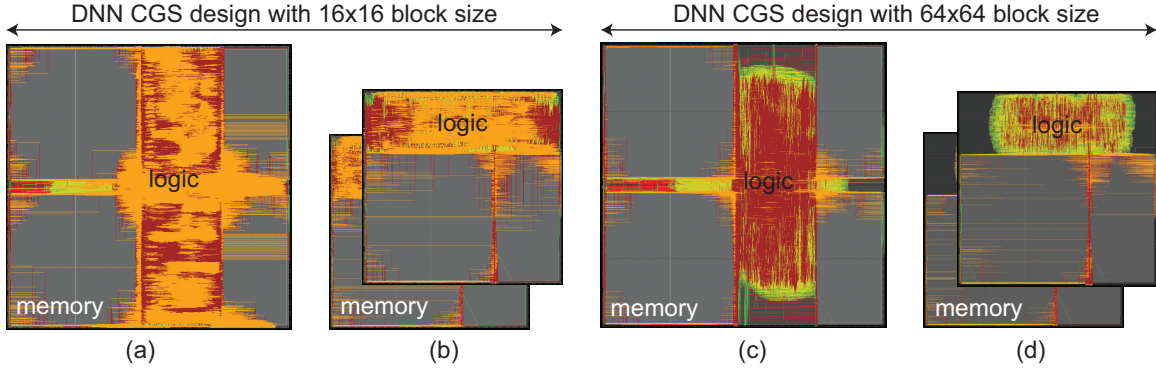 DNN CGS design with 16x16 block size
DNN CGS design with 64x64 block size
logic
memory
logic
memory
logic
memory
logic
memory
(a)
(b)
(c)
(d)